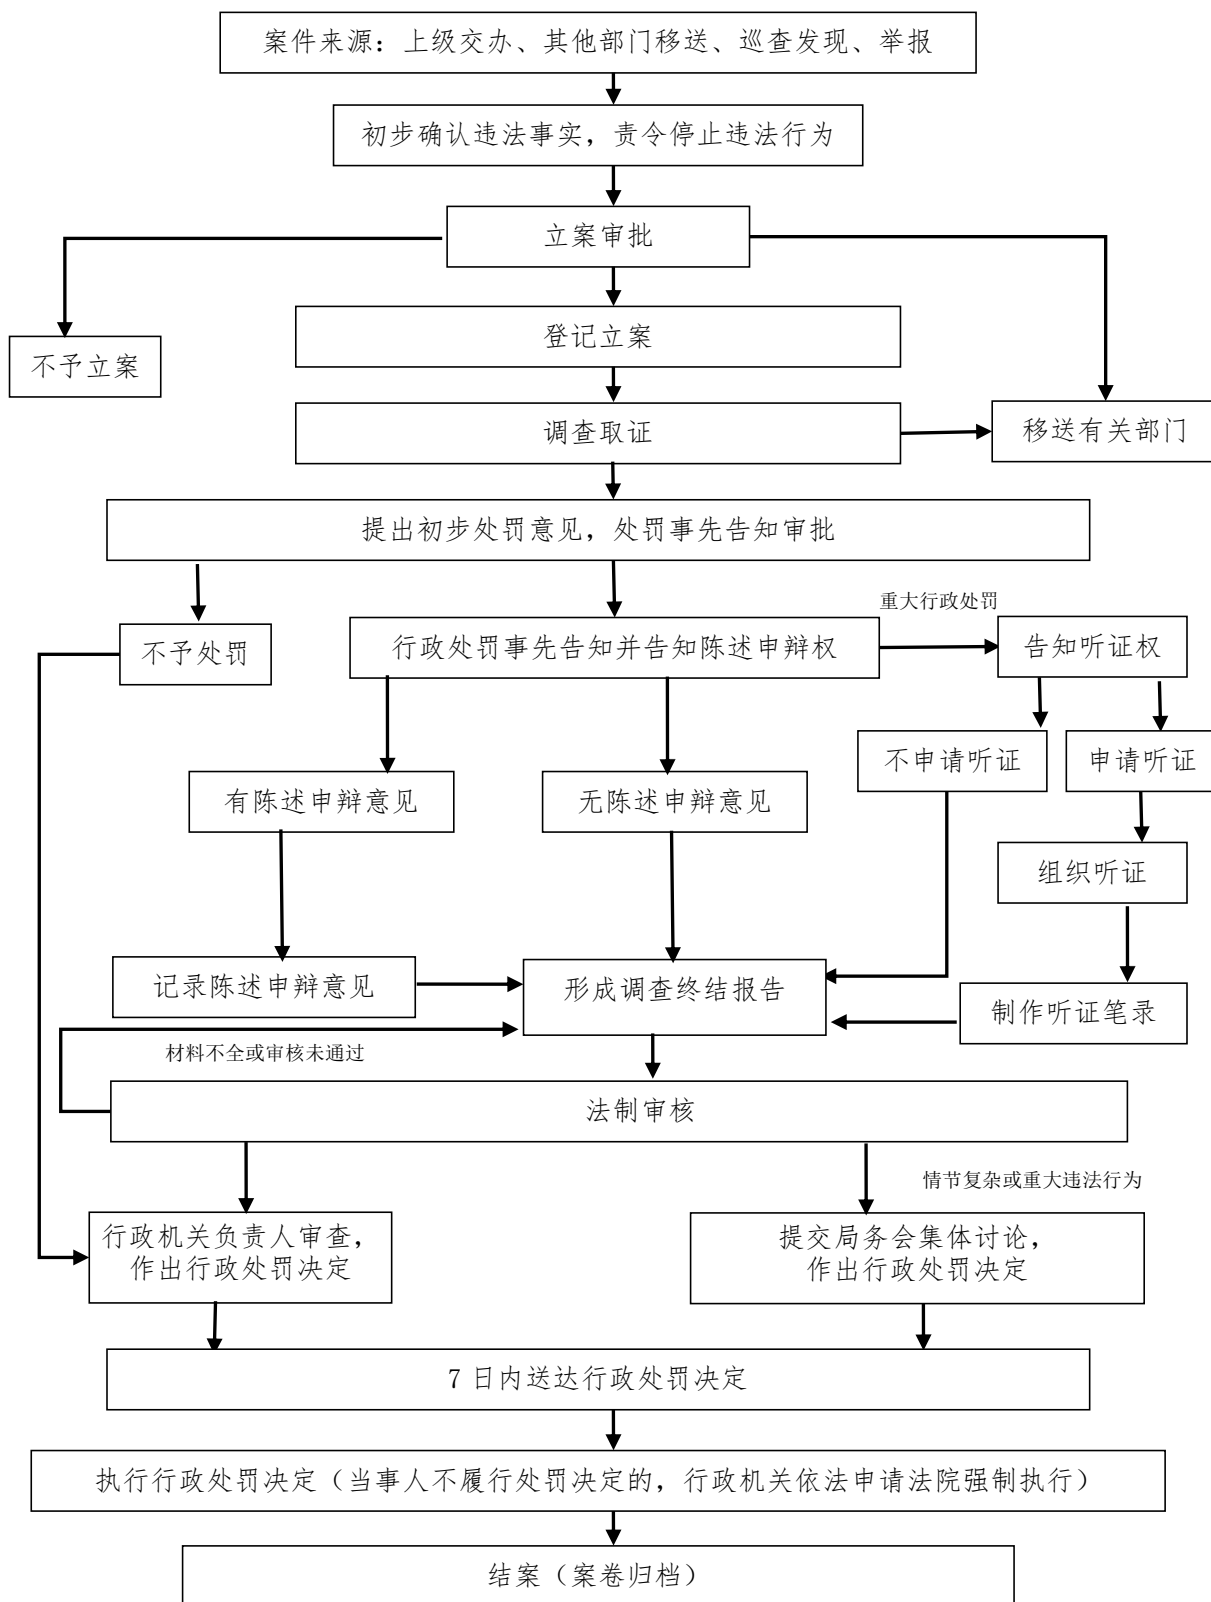 案件来源：上级交办、其他部门移送、巡查发现、举报
初步确认违法事实，责令停止违法行为
立案审批
登记立案
不予立案
调查取证
移送有关部门
提出初步处罚意见，处罚事先告知审批
重大行政处罚
不予处罚
行政处罚事先告知并告知陈述申辩权
告知听证权
不申请听证
申请听证
有陈述申辩意见
无陈述申辩意见
组织听证
记录陈述申辩意见
形成调查终结报告
制作听证笔录
材料不全或审核未通过
法制审核
情节复杂或重大违法行为
行政机关负责人审查，
作出行政处罚决定
提交局务会集体讨论，
作出行政处罚决定
7 日内送达行政处罚决定
执行行政处罚决定（当事人不履行处罚决定的，行政机关依法申请法院强制执行）
结案（案卷归档）